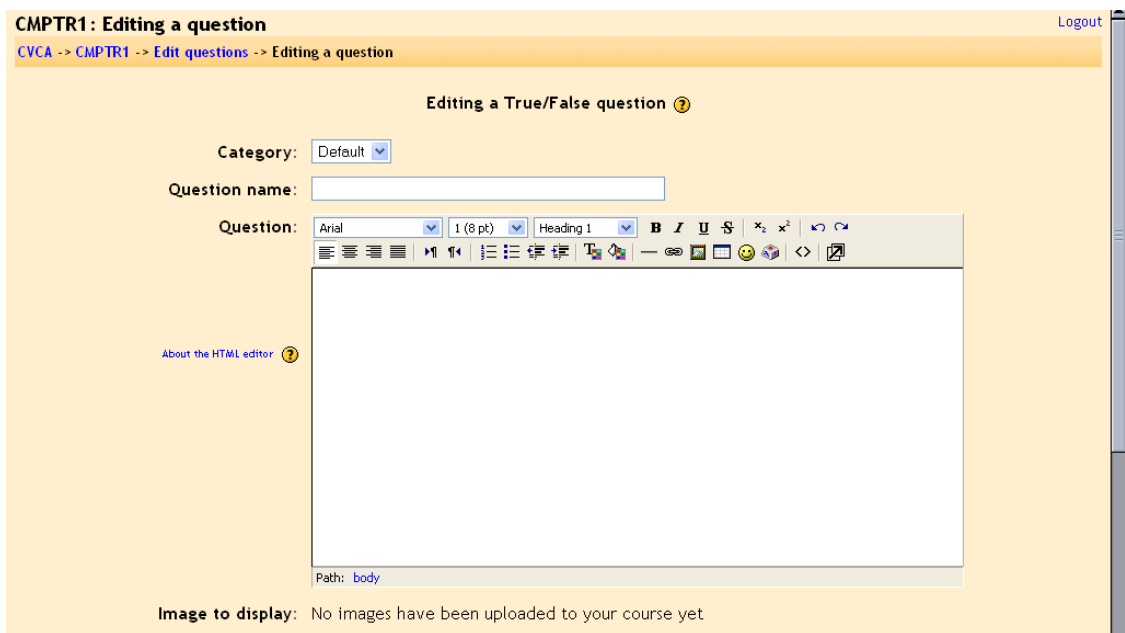 CMPTR1: Editing a question
Logout
CVCA -> CMPTR1 -> Edit questions -> Editing a question
Editing a True/False question ?
Category: Default
Question name:
Question: Arial 1 (8 pt) Heading 1 B I U S x₂ x²
About the HTML editor ?
Path: body
Image to display: No images have been uploaded to your course yet